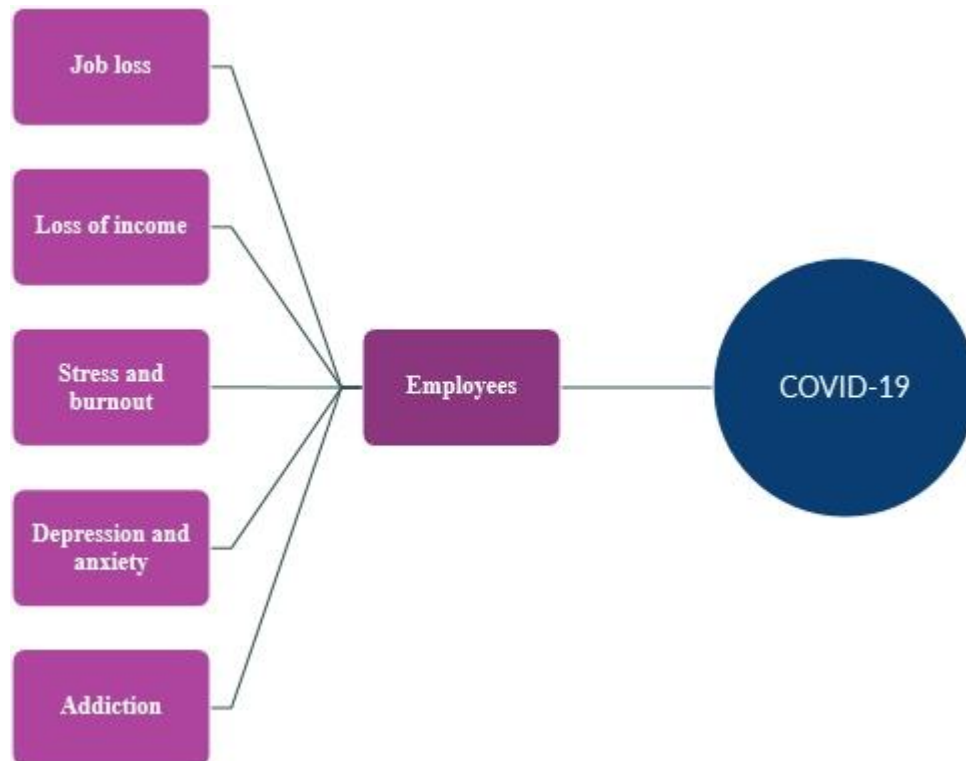 Job loss
Loss of income
Stress and
burnout
Depression and
anxiety
Addiction
Employees
COVID-19